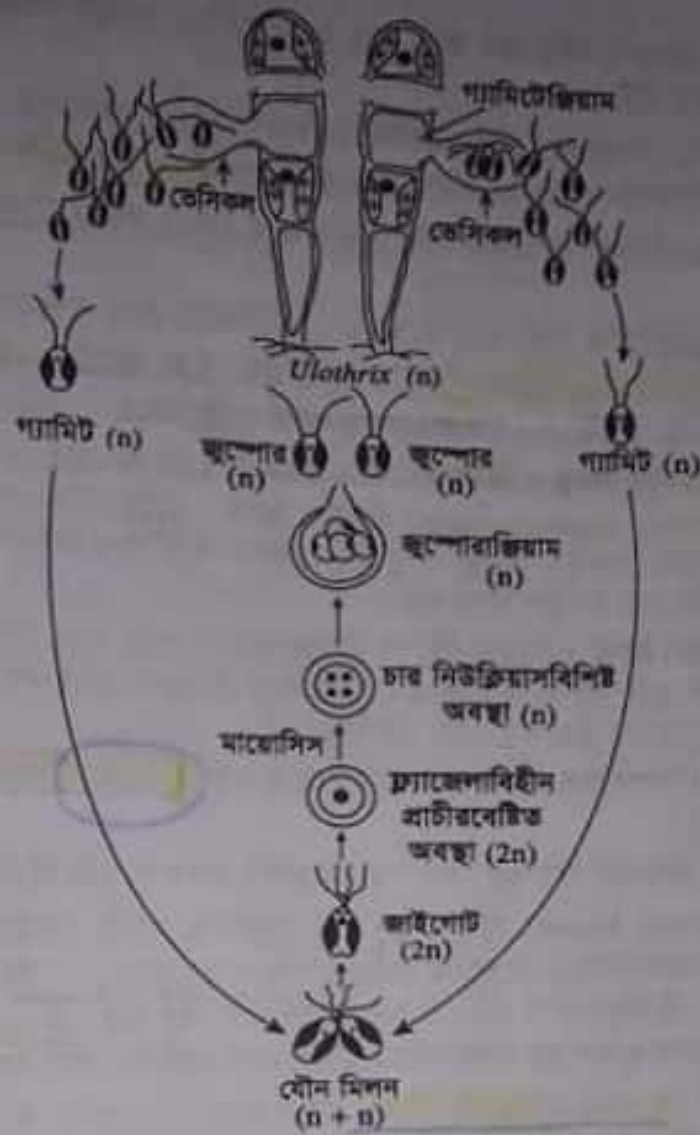 গ্যামিটেঞ্জিয়াম
ভেসিকল
ভেসিকল
Ulothrix (n)
গ্যামিট (n)
জুস্পোর
(n)
জুস্পোর
(n)
গ্যামিট (n)
জুস্পোরাঞ্জিয়াম
(n)
চার নিউক্লিয়াসবিশিষ্ট
অবস্থা (n)
মায়োসিস
ফ্ল্যাজেলাবিহীন
প্রাচীরবেষ্টিত
অবস্থা (2n)
জাইগোট
(2n)
যৌন মিলন
(n + n)